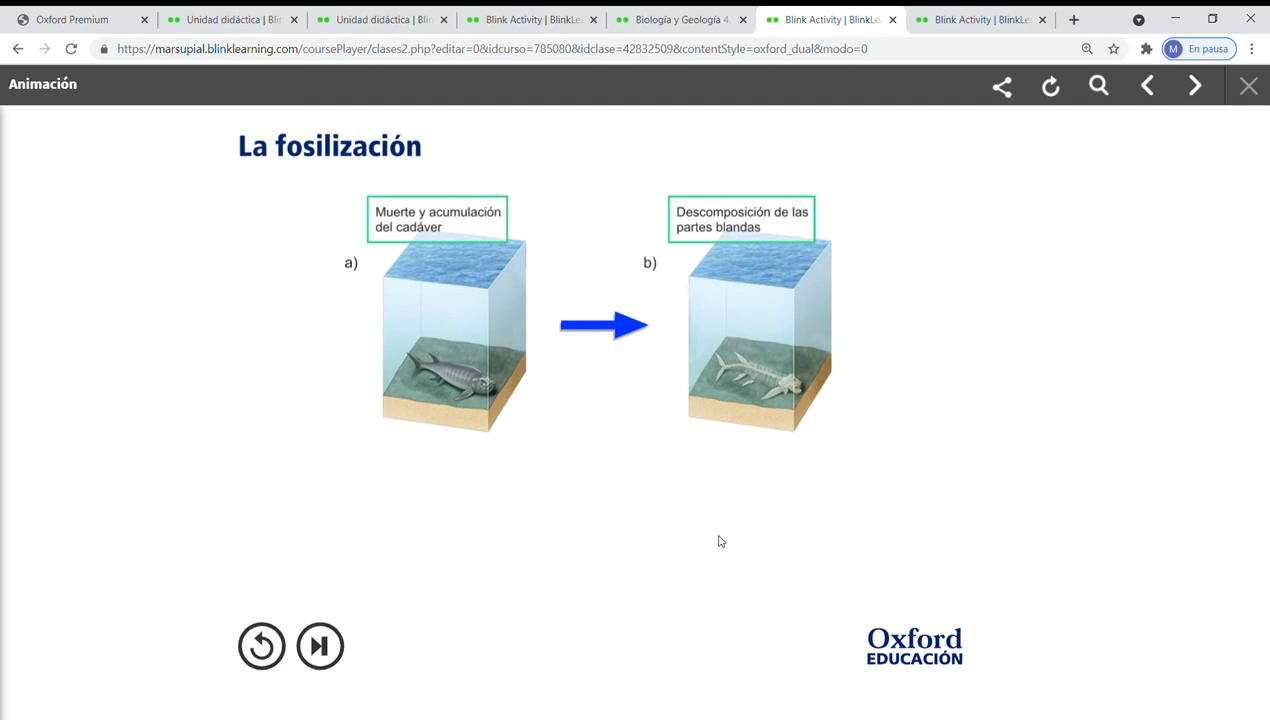 Oxford Premium
Unidad didáctica | Blin
Unidad didáctica | Blin
Blink Activity | BlinkLe
Biología y Geología 4.
Blink Activity | BlinkLe
Blink Activity | BlinkLe
https://marsupial.blinklearning.com/coursePlayer/clases2.php?editar=0&idcurso=785080&idclase=42832509&contentStyle=oxford_dual&modo=0
M En pausa
Animación
La fosilización
Muerte y acumulación
del cadáver
a)
Descomposición de las
partes blandas
b)
Oxford
EDUCACIÓN